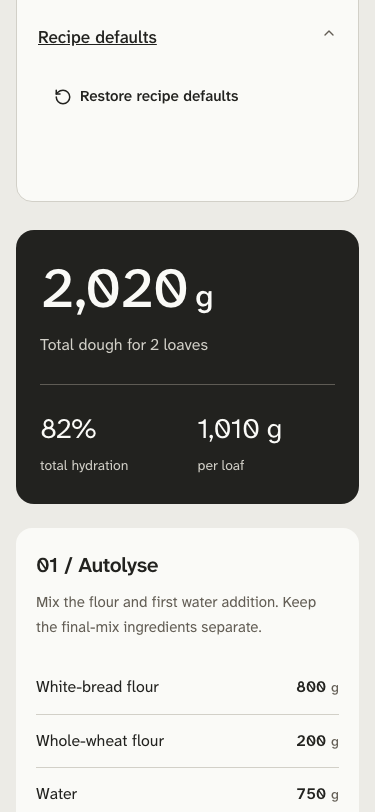 Recipe defaults
Restore recipe defaults
2,020 g
Total dough for 2 loaves
82%
total hydration
1,010 g
per loaf
01 / Autolyse
Mix the flour and first water addition. Keep
the final-mix ingredients separate.
White-bread flour 800 g
Whole-wheat flour 200 g
Water 750 g